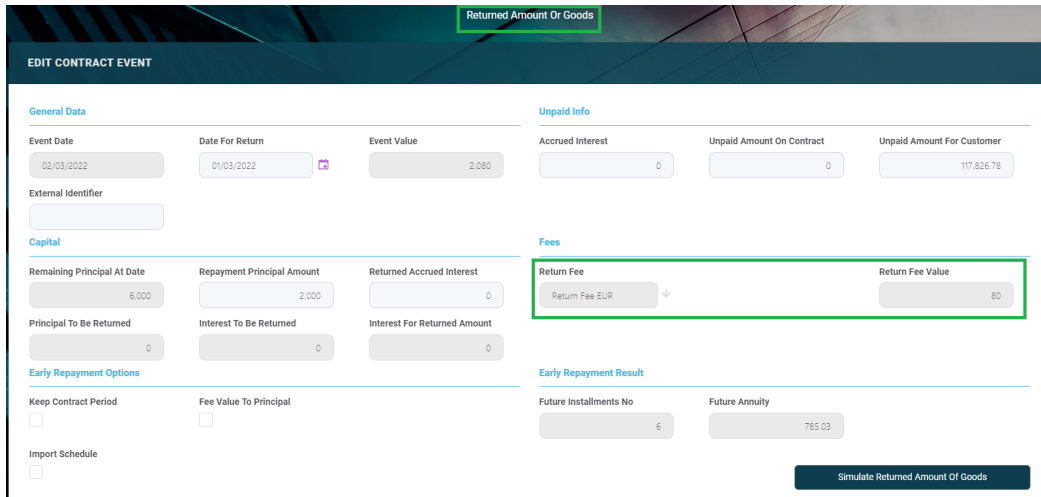 Returned Amount Or Goods
EDIT CONTRACT EVENT
General Data
Event Date Date For Return Event Value
02/03/2022 01/03/2022 2,080
External Identifier
Unpaid Info
Accrued Interest Unpaid Amount On Contract Unpaid Amount For Customer
0 0 117,826.78
Capital
Remaining Principal At Date Repayment Principal Amount Returned Accrued Interest
6,000 2,000 0
Principal To Be Returned Interest To Be Returned Interest For Returned Amount
0 0 0
Fees
Return Fee Return Fee Value
Return Fee EUR 80
Early Repayment Options
Keep Contract Period Fee Value To Principal
Import Schedule
Early Repayment Result
Future Installments No Future Annuity
6 785.03
Simulate Returned Amount Of Goods